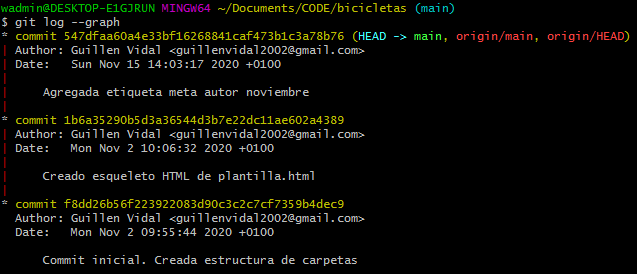 wadmin@DESKTOP-E1GJRUN MINGW64 ~/Documents/CODE/bicicletas (main)
$ git log --graph
* commit 547dfaa60a4e33bf16268841caf473b1c3a78b76 (HEAD -> main, origin/main, origin/HEAD)
| Author: Guillen Vidal <guillenvidal2002@gmail.com>
| Date:   Sun Nov 15 14:03:17 2020 +0100
|
|     Agregada etiqueta meta autor noviembre
|
* commit 1b6a35290b5d3a36544d3b7e22dc11ae602a4389
| Author: Guillen Vidal <guillenvidal2002@gmail.com>
| Date:   Mon Nov 2 10:06:32 2020 +0100
|
|     Creado esqueleto HTML de plantilla.html
|
* commit f8dd26b56f223922083d90c3c2c7cf7359b4dec9
  Author: Guillen Vidal <guillenvidal2002@gmail.com>
  Date:   Mon Nov 2 09:55:44 2020 +0100

      Commit inicial. Creada estructura de carpetas